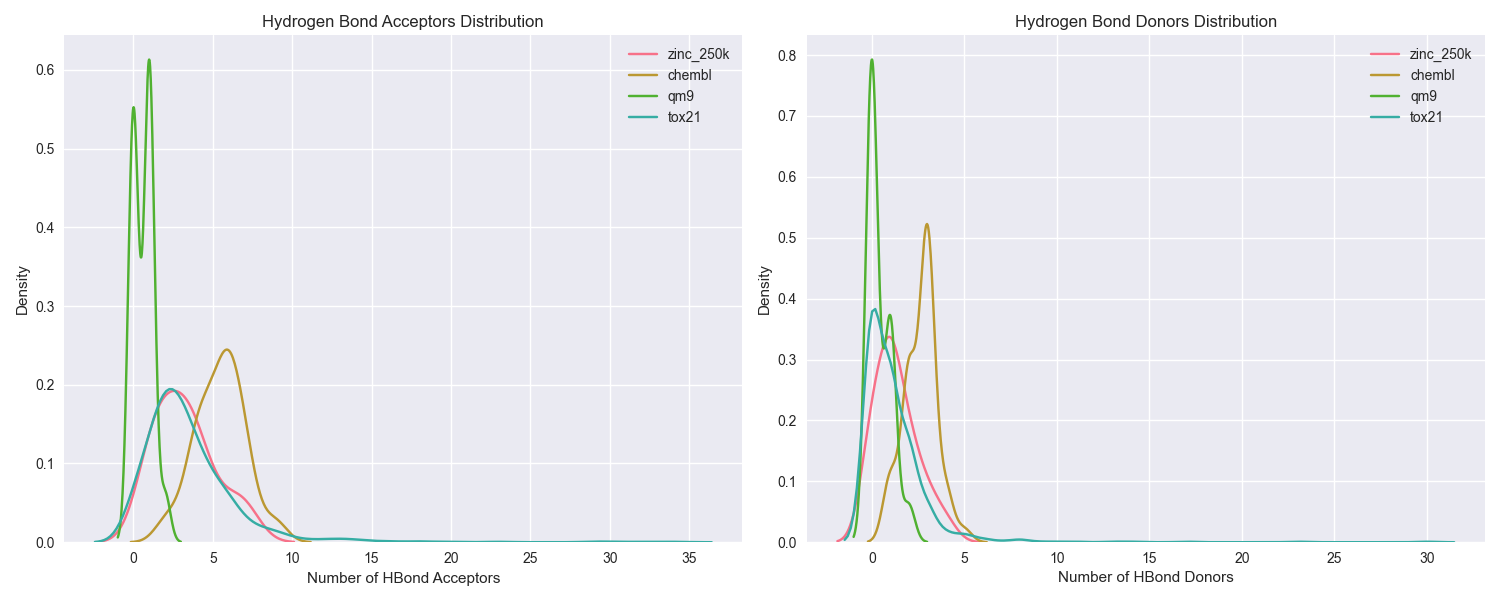 Hydrogen Bond Acceptors Distribution
zinc_250k
chembl
qm9
tox21
0.6
0.5
0.4
0.3
0.2
0.1
0.0
Density
0 5 10 15 20 25 30 35
Number of HBond Acceptors
Hydrogen Bond Donors Distribution
zinc_250k
chembl
qm9
tox21
0.8
0.7
0.6
0.5
0.4
0.3
0.2
0.1
0.0
Density
0 5 10 15 20 25 30
Number of HBond Donors